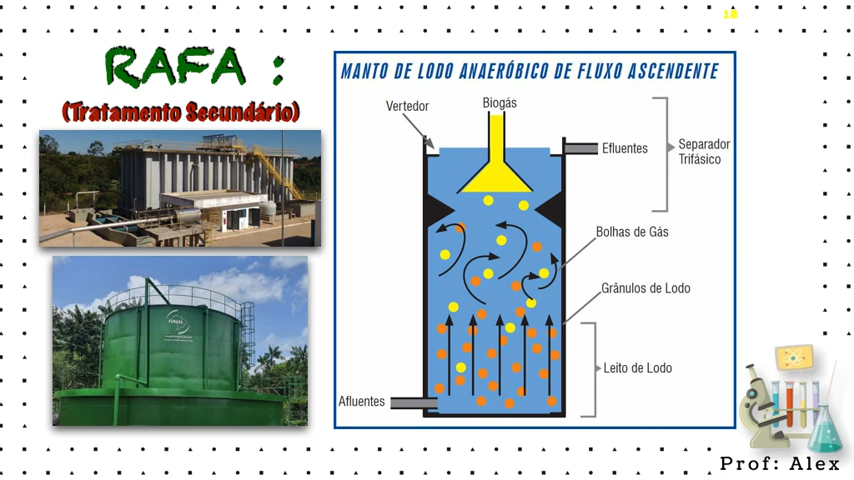 18
RAFA :
(Tratamento Secundário)
MANTO DE LODO ANAERÓBICO DE FLUXO ASCENDENTE
Vertedor
Biogás
Efluentes
Separador
Trifásico
Bolhas de Gás
Grânulos de Lodo
Leito de Lodo
Afluentes
Prof: Alex